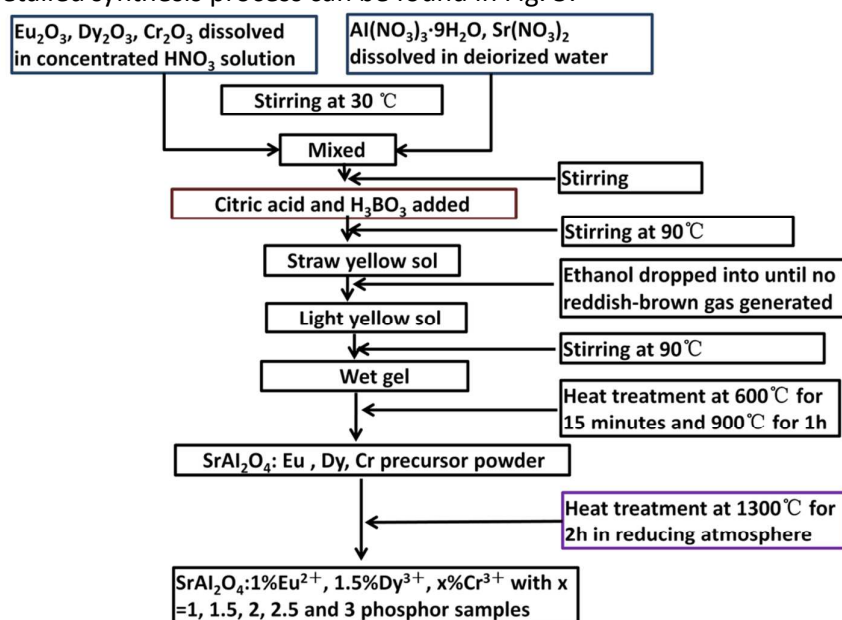 Eu₂O₃, Dy₂O₃, Cr₂O₃ dissolved
in concentrated HNO₃ solution
Al(NO₃)₃·9H₂O, Sr(NO₃)₂
dissolved in deiorized water
Stirring at 30 ℃
Mixed
Stirring
Citric acid and H₃BO₃ added
Stirring at 90℃
Straw yellow sol
Ethanol dropped into until no
reddish-brown gas generated
Light yellow sol
Stirring at 90℃
Wet gel
Heat treatment at 600℃ for
15 minutes and 900℃ for 1h
SrAl₂O₄: Eu , Dy, Cr precursor powder
Heat treatment at 1300℃ for
2h in reducing atmosphere
SrAl₂O₄:1%Eu²⁺, 1.5%Dy³⁺, x%Cr³⁺ with x
=1, 1.5, 2, 2.5 and 3 phosphor samples